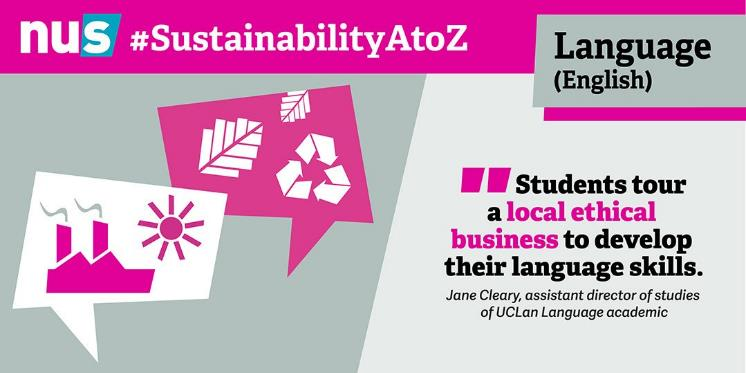 nus #SustainabilityAtoZ
Language
(English)
" Students tour
a local ethical
business to develop
their language skills.
Jane Cleary, assistant director of studies
of UCLan Language academic